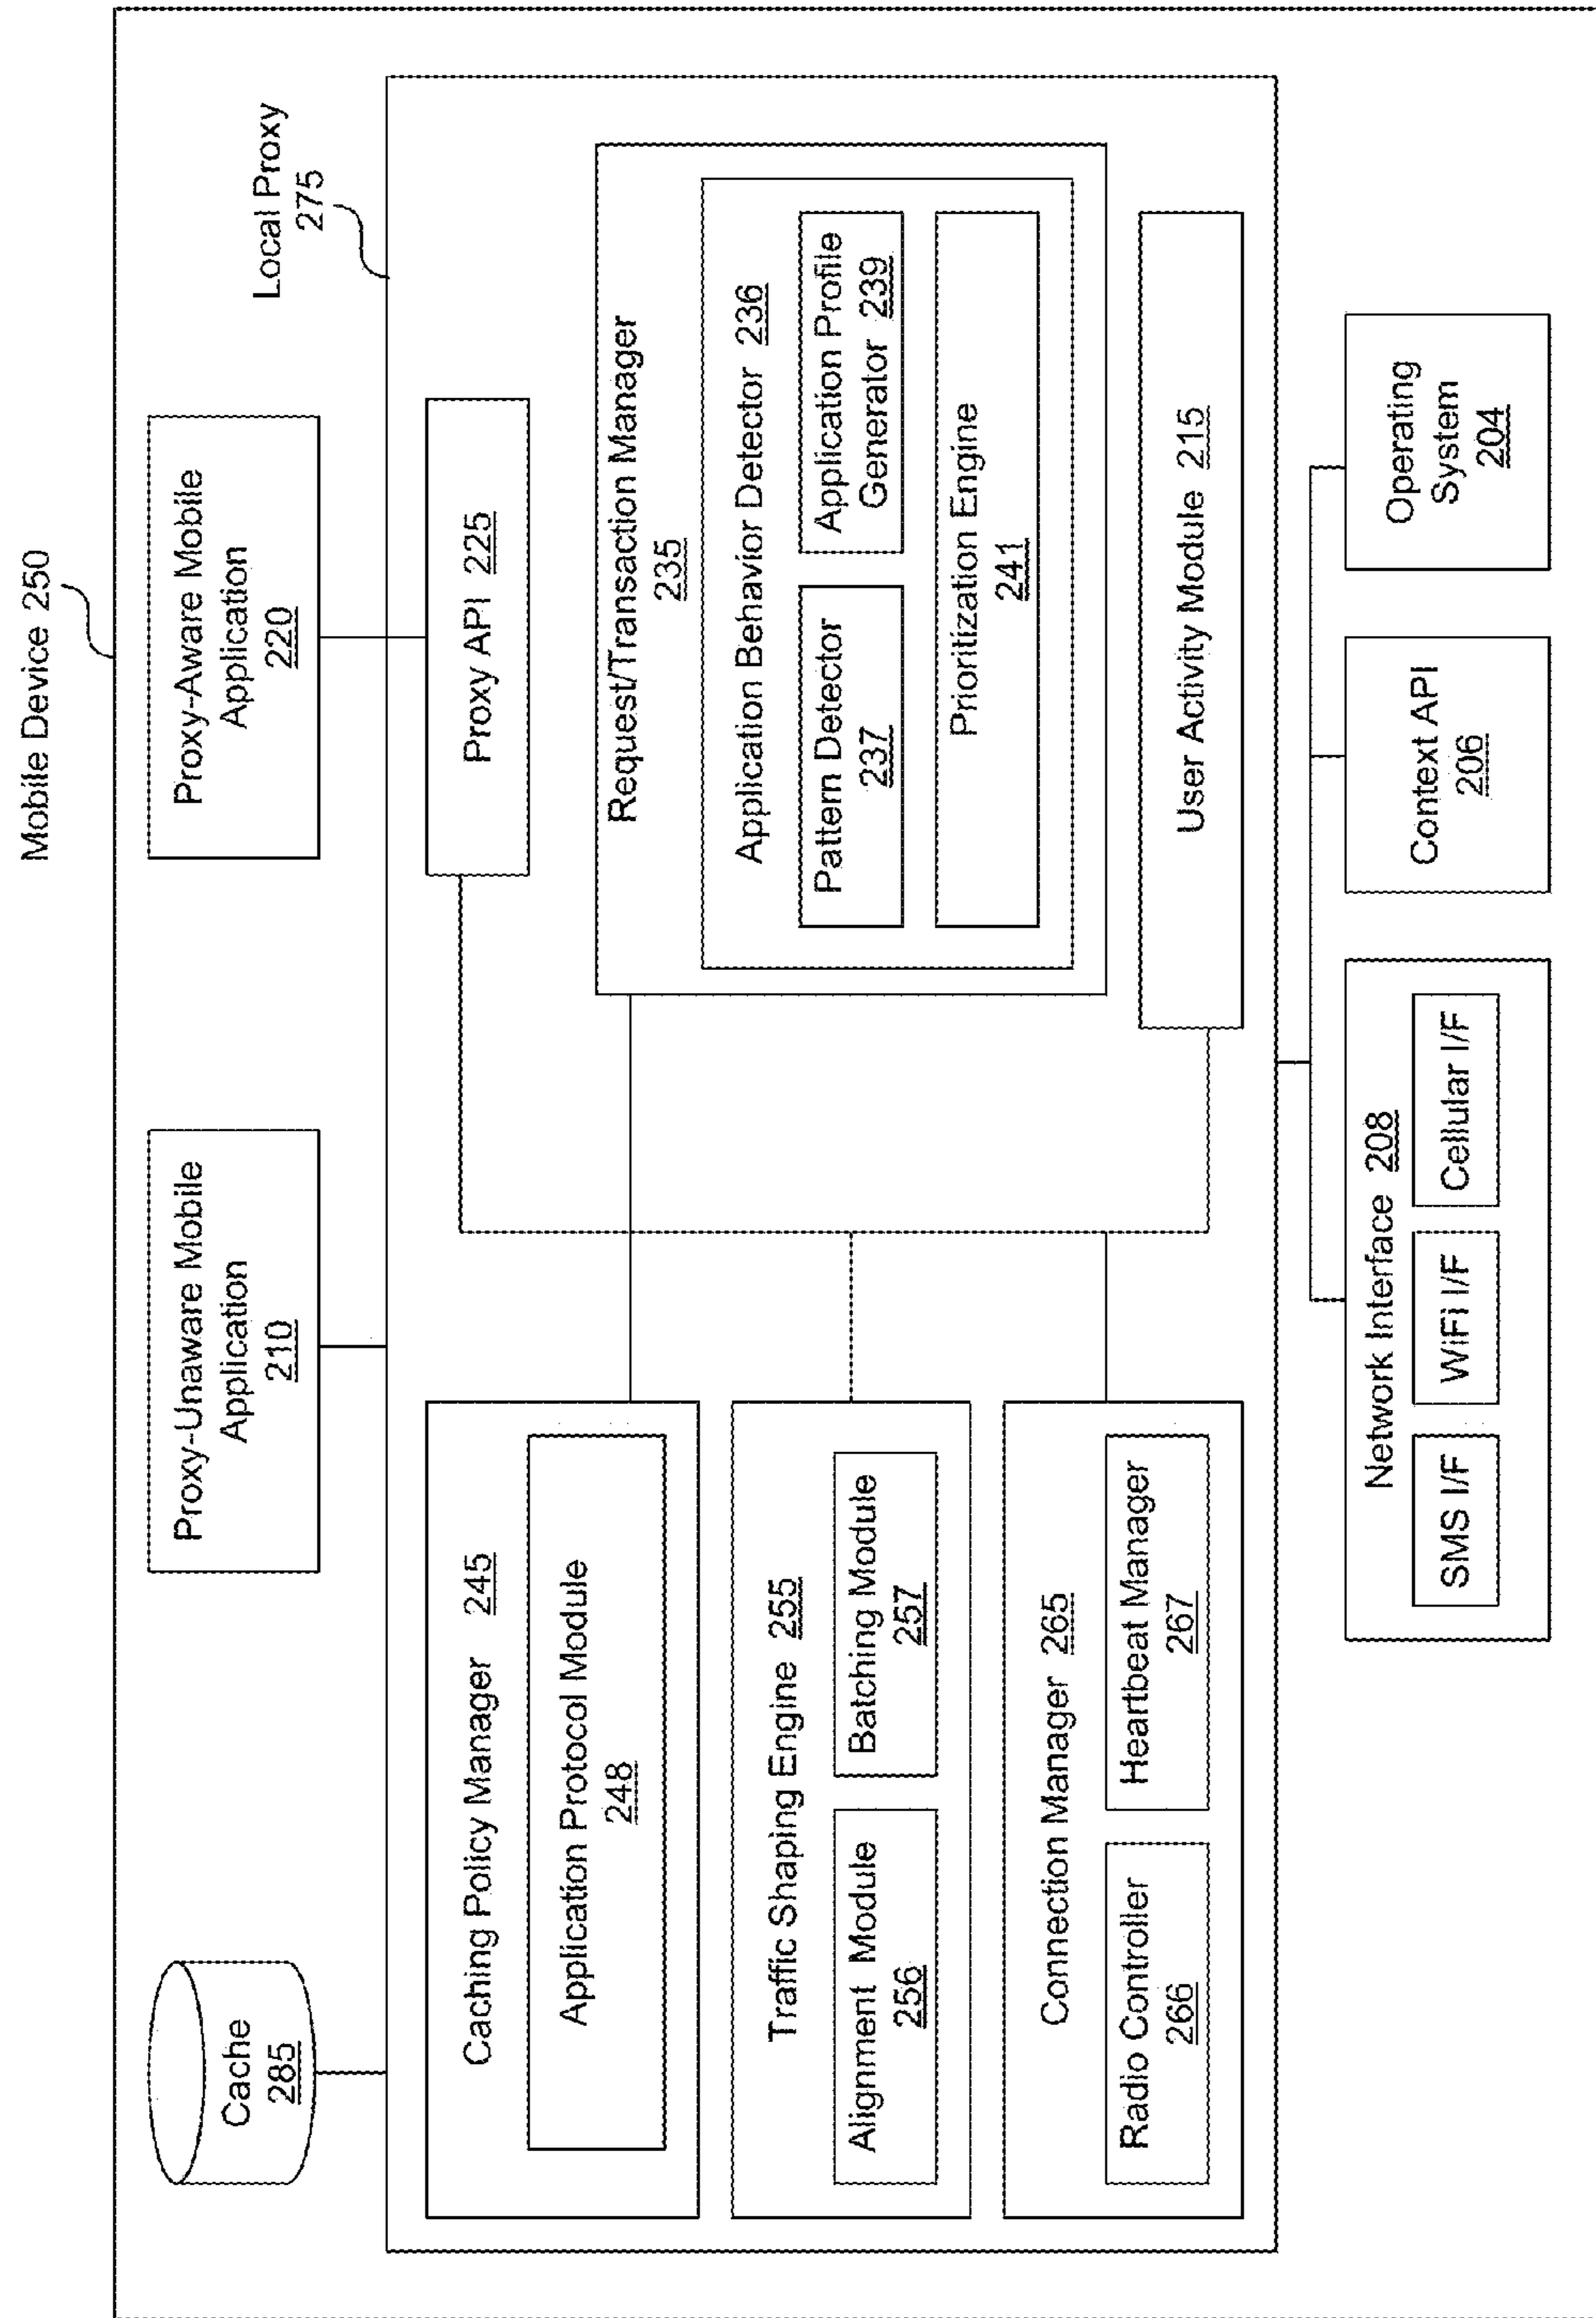 Mobile Device 250
Cache
285
Proxy-Unaware Mobile
Application
210
Proxy-Aware Mobile
Application
220
Local Proxy
275
Caching Policy Manager 245
Application Protocol Module
248
Traffic Shaping Engine 255
Alignment Module
256
Batching Module
257
Connection Manager 265
Radio Controller
266
Heartbeat Manager
267
Proxy API 225
Request/Transaction Manager
235
Application Behavior Detector 236
Pattern Detector
237
Application Profile
Generator 239
Prioritization Engine
241
User Activity Module 215
Network Interface 208
SMS I/F
WiFi I/F
Cellular I/F
Context API
206
Operating
System
204